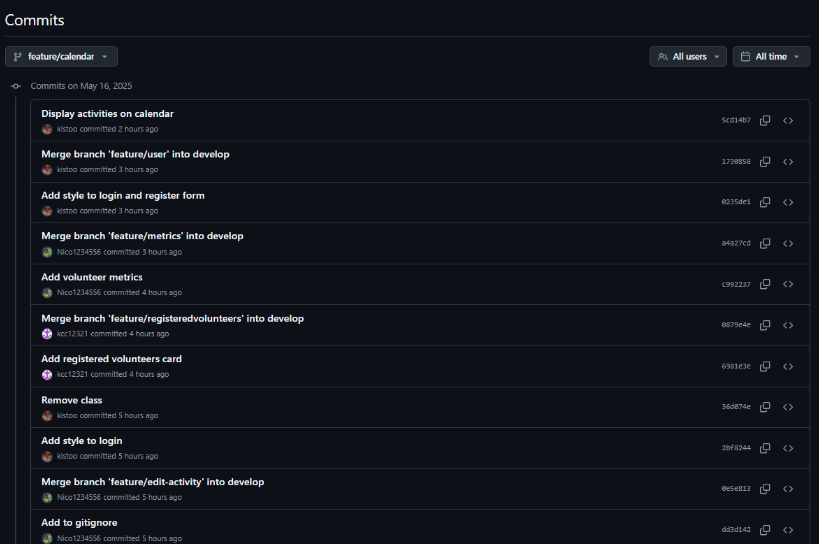 Commits
feature/calendar
All users
All time
Commits on May 16, 2025
Display activities on calendar
5cd14b7
kistoo committed 2 hours ago
Merge branch 'feature/user' into develop
1730858
kistoo committed 3 hours ago
Add style to login and register form
0235de1
kistoo committed 3 hours ago
Merge branch 'feature/metrics' into develop
a4a27cd
Nico1234556 committed 3 hours ago
Add volunteer metrics
c992237
Nico1234556 committed 4 hours ago
Merge branch 'feature/registeredvolunteers' into develop
0879e4e
kcc12321 committed 4 hours ago
Add registered volunteers card
69a1e3e
kcc12321 committed 4 hours ago
Remove class
36d074e
kistoo committed 5 hours ago
Add style to login
2bf8244
kistoo committed 5 hours ago
Merge branch 'feature/edit-activity' into develop
0e5e813
Nico1234556 committed 5 hours ago
Add to gitignore
dd3d142
Nico1234556 committed 5 hours ago